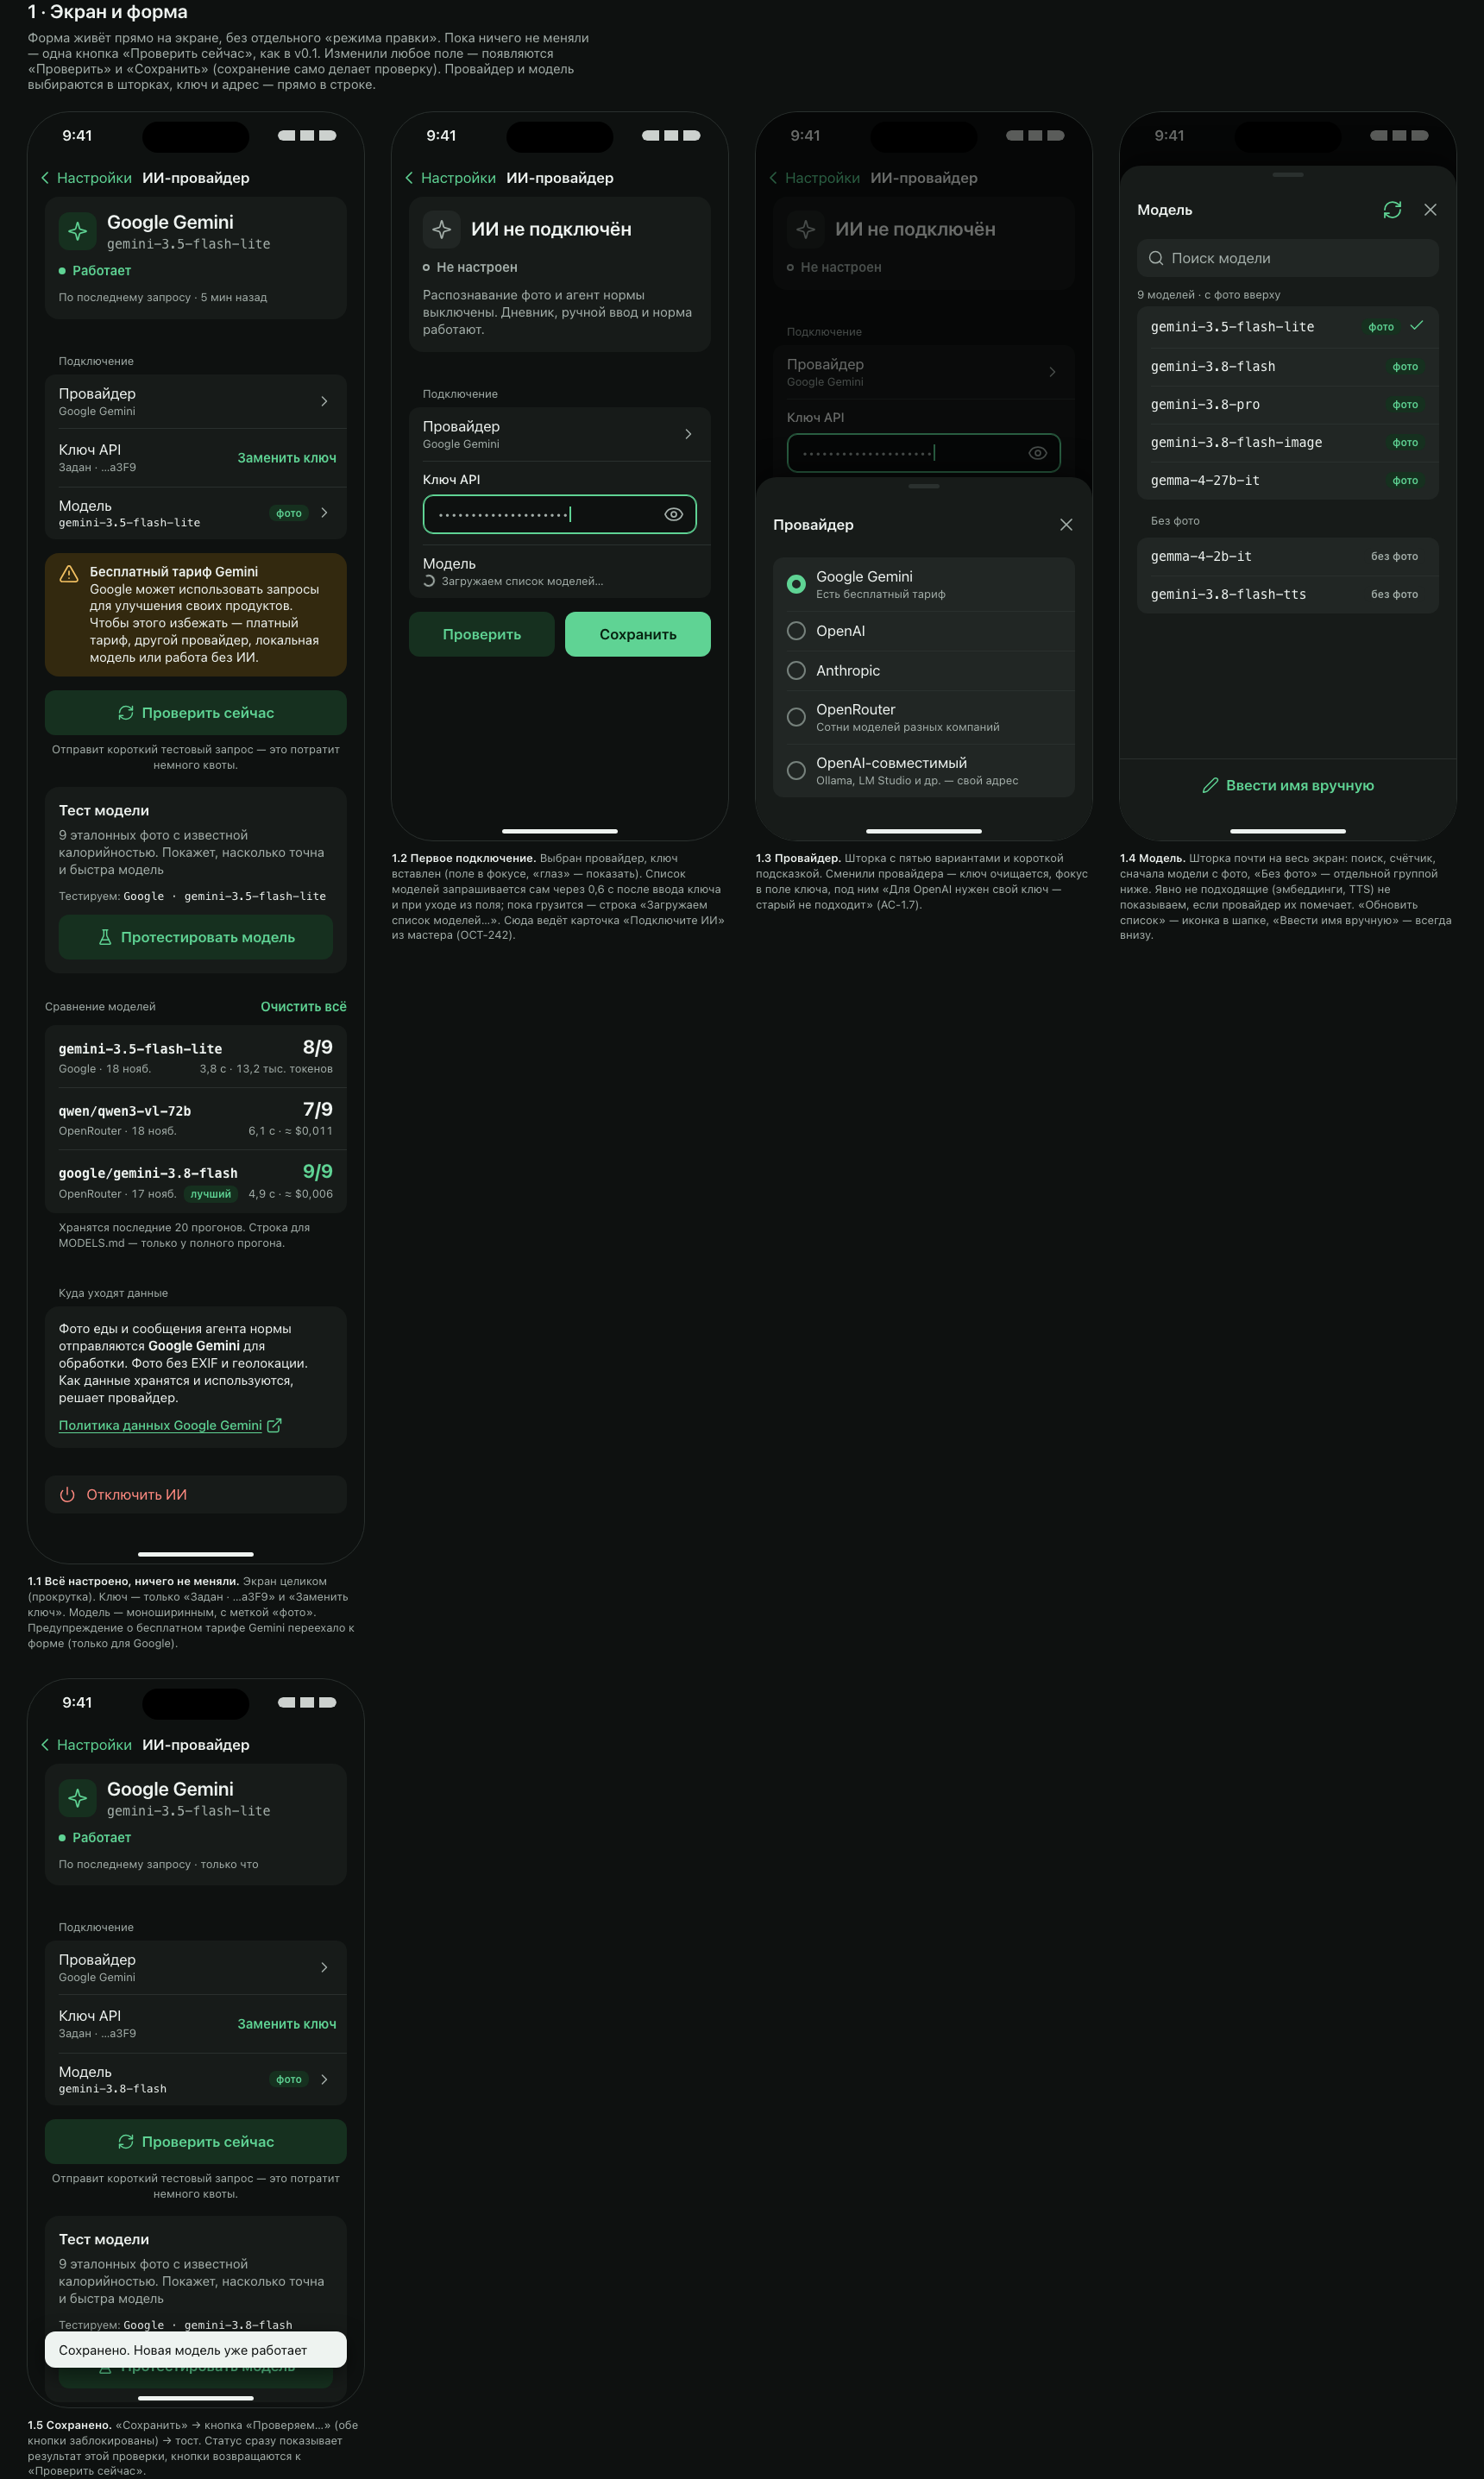 1 · Экран и форма
Форма живёт прямо на экране, без отдельного «режима правки». Пока ничего не меняли
— одна кнопка «Проверить сейчас», как в v0.1. Изменили любое поле — появляются
«Проверить» и «Сохранить» (сохранение само делает проверку). Провайдер и модель
выбираются в шторках, ключ и адрес — прямо в строке.
9:41
Настройки ИИ-провайдер
Google Gemini
gemini-3.5-flash-lite
Работает
По последнему запросу · 5 мин назад
Подключение
Провайдер
Google Gemini
Ключ API
Задан · …a3F9
Заменить ключ
Модель
gemini-3.5-flash-lite
фото
Бесплатный тариф Gemini
Google может использовать запросы
для улучшения своих продуктов.
Чтобы этого избежать — платный
тариф, другой провайдер, локальная
модель или работа без ИИ.
Проверить сейчас
Отправит короткий тестовый запрос — это потратит
немного квоты.
Тест модели
9 эталонных фото с известной
калорийностью. Покажет, насколько точна
и быстра модель
Тестируем: Google · gemini-3.5-flash-lite
Протестировать модель
Сравнение моделей
Очистить всё
gemini-3.5-flash-lite
8/9
Google · 18 нояб.
3,8 с · 13,2 тыс. токенов
qwen/qwen3-vl-72b
7/9
OpenRouter · 18 нояб.
6,1 с · ≈ $0,011
google/gemini-3.8-flash
9/9
OpenRouter · 17 нояб.
лучший
4,9 с · ≈ $0,006
Хранятся последние 20 прогонов. Строка для
MODELS.md — только у полного прогона.
Куда уходят данные
Фото еды и сообщения агента нормы
отправляются Google Gemini для
обработки. Фото без EXIF и геолокации.
Как данные хранятся и используются,
решает провайдер.
Политика данных Google Gemini
Отключить ИИ
1.1 Всё настроено, ничего не меняли. Экран целиком
(прокрутка). Ключ — только «Задан · …a3F9» и «Заменить
ключ». Модель — моноширинным, с меткой «фото».
Предупреждение о бесплатном тарифе Gemini переехало к
форме (только для Google).
9:41
Настройки ИИ-провайдер
ИИ не подключён
Не настроен
Распознавание фото и агент нормы
выключены. Дневник, ручной ввод и норма
работают.
Подключение
Провайдер
Google Gemini
Ключ API
Модель
Загружаем список моделей…
Проверить
Сохранить
1.2 Первое подключение. Выбран провайдер, ключ
вставлен (поле в фокусе, «глаз» — показать). Список
моделей запрашивается сам через 0,6 с после ввода ключа
и при уходе из поля; пока грузится — строка «Загружаем
список моделей…». Сюда ведёт карточка «Подключите ИИ»
из мастера (ОСТ-242).
9:41
Настройки ИИ-провайдер
ИИ не подключён
Не настроен
Подключение
Провайдер
Google Gemini
Ключ API
Провайдер
Google Gemini
Есть бесплатный тариф
OpenAI
Anthropic
OpenRouter
Сотни моделей разных компаний
OpenAI-совместимый
Ollama, LM Studio и др. — свой адрес
1.3 Провайдер. Шторка с пятью вариантами и короткой
подсказкой. Сменили провайдера — ключ очищается, фокус
в поле ключа, под ним «Для OpenAI нужен свой ключ —
старый не подходит» (AC-1.7).
9:41
Модель
Поиск модели
9 моделей · с фото вверху
gemini-3.5-flash-lite
фото
gemini-3.8-flash
фото
gemini-3.8-pro
фото
gemini-3.8-flash-image
фото
gemma-4-27b-it
фото
Без фото
gemma-4-2b-it
без фото
gemini-3.8-flash-tts
без фото
Ввести имя вручную
1.4 Модель. Шторка почти на весь экран: поиск, счётчик,
сначала модели с фото, «Без фото» — отдельной группой
ниже. Явно не подходящие (эмбеддинги, TTS) не
показываем, если провайдер их помечает. «Обновить
список» — иконка в шапке, «Ввести имя вручную» — всегда
внизу.
9:41
Настройки ИИ-провайдер
Google Gemini
gemini-3.5-flash-lite
Работает
По последнему запросу · только что
Подключение
Провайдер
Google Gemini
Ключ API
Задан · …a3F9
Заменить ключ
Модель
gemini-3.8-flash
фото
Проверить сейчас
Отправит короткий тестовый запрос — это потратит
немного квоты.
Тест модели
9 эталонных фото с известной
калорийностью. Покажет, насколько точна
и быстра модель
Тестируем: Google · gemini-3.8-flash
Сохранено. Новая модель уже работает
Протестировать модель
1.5 Сохранено. «Сохранить» → кнопка «Проверяем…» (обе
кнопки заблокированы) → тост. Статус сразу показывает
результат этой проверки, кнопки возвращаются к
«Проверить сейчас».